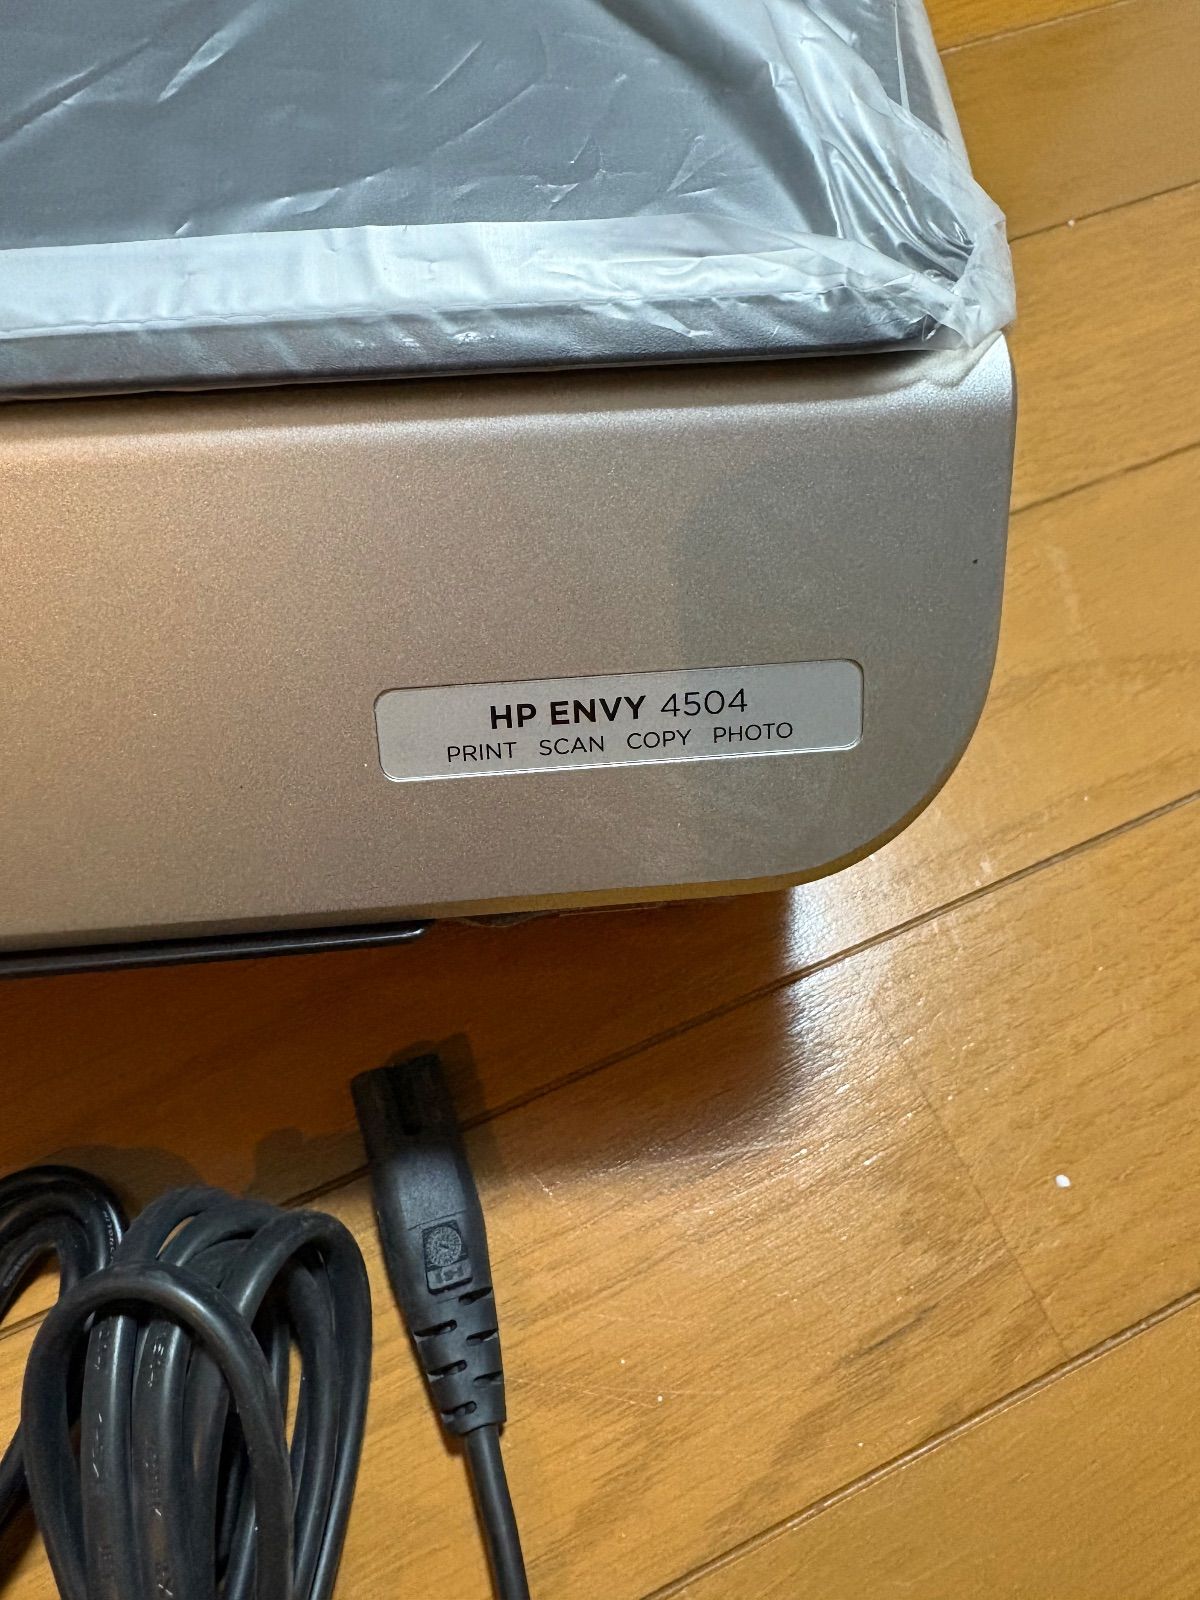 HP ENVY 4504
PRINT SCAN COPY PHOTO